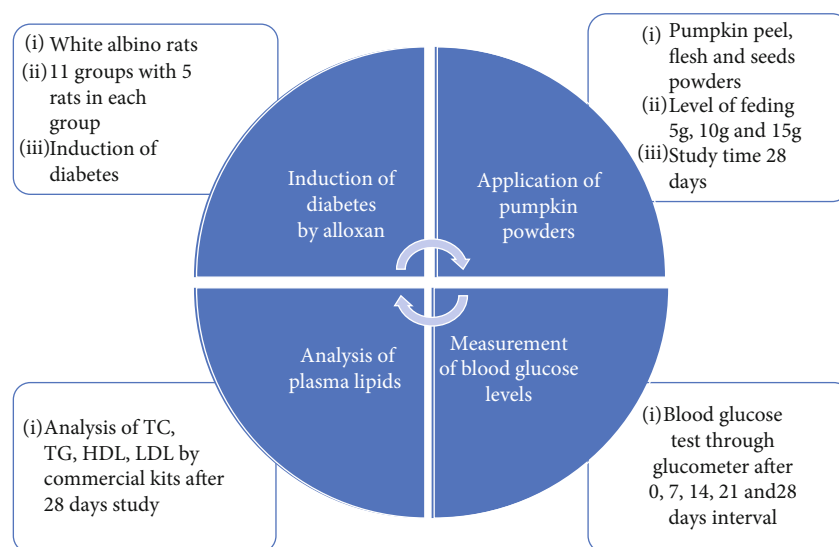 (i) White albino rats
(ii) 11 groups with 5
rats in each
group
(iii) Induction of
diabetes
(i) Pumpkin peel,
flesh and seeds
powders
(ii) Level of feding
5g, 10g and 15g
(iii) Study time 28
days
Induction of
diabetes
by alloxan
Application of
pumpkin
powders
Analysis of
plasma lipids
Measurement
of blood glucose
levels
(i) Analysis of TC,
TG, HDL, LDL by
commercial kits after
28 days study
(i) Blood glucose
test through
glucometer after
0, 7, 14, 21 and28
days interval